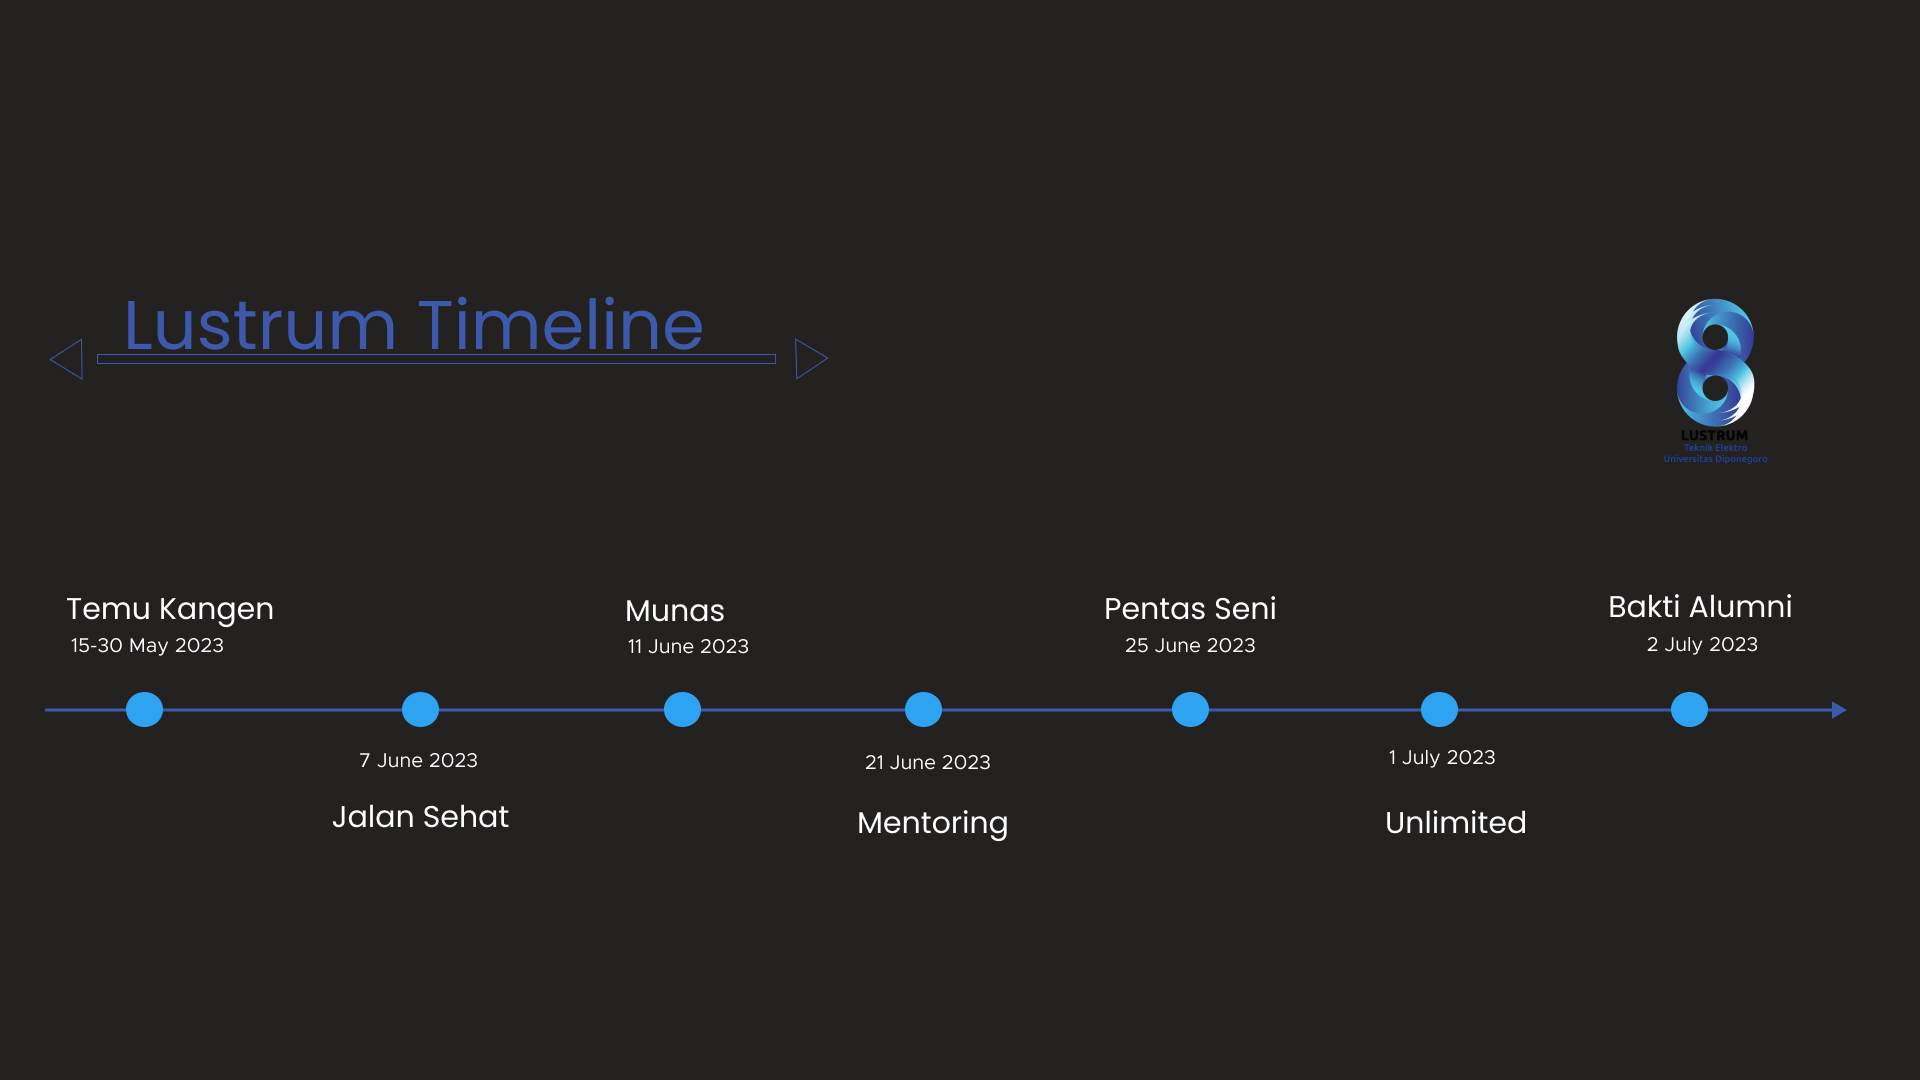 Lustrum Timeline
LUSTRUM
Teknik Elektro
Universitas Diponegoro
Temu Kangen
15-30 May 2023
Munas
11 June 2023
Pentas Seni
25 June 2023
Bakti Alumni
2 July 2023
7 June 2023
Jalan Sehat
21 June 2023
Mentoring
1 July 2023
Unlimited